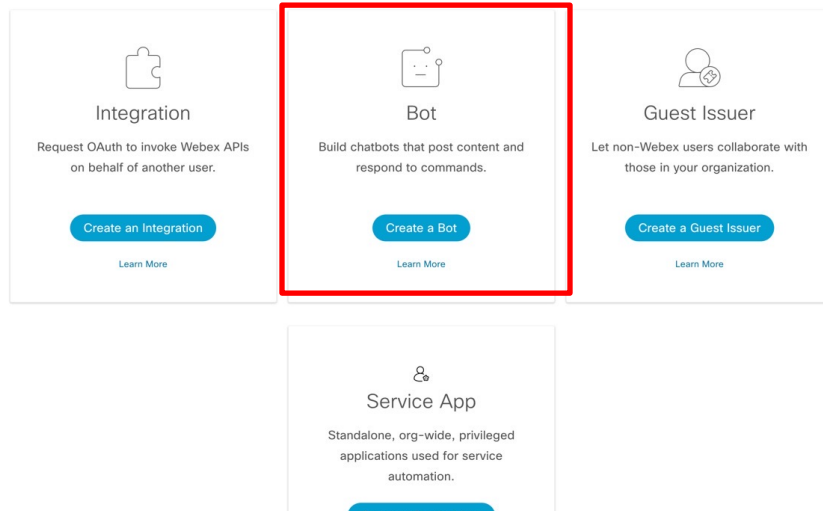 Integration
Request OAuth to invoke Webex APIs
on behalf of another user.
Create an Integration
Learn More
Bot
Build chatbots that post content and
respond to commands.
Create a Bot
Learn More
Guest Issuer
Let non-Webex users collaborate with
those in your organization.
Create a Guest Issuer
Learn More
Service App
Standalone, org-wide, privileged
applications used for service
automation.